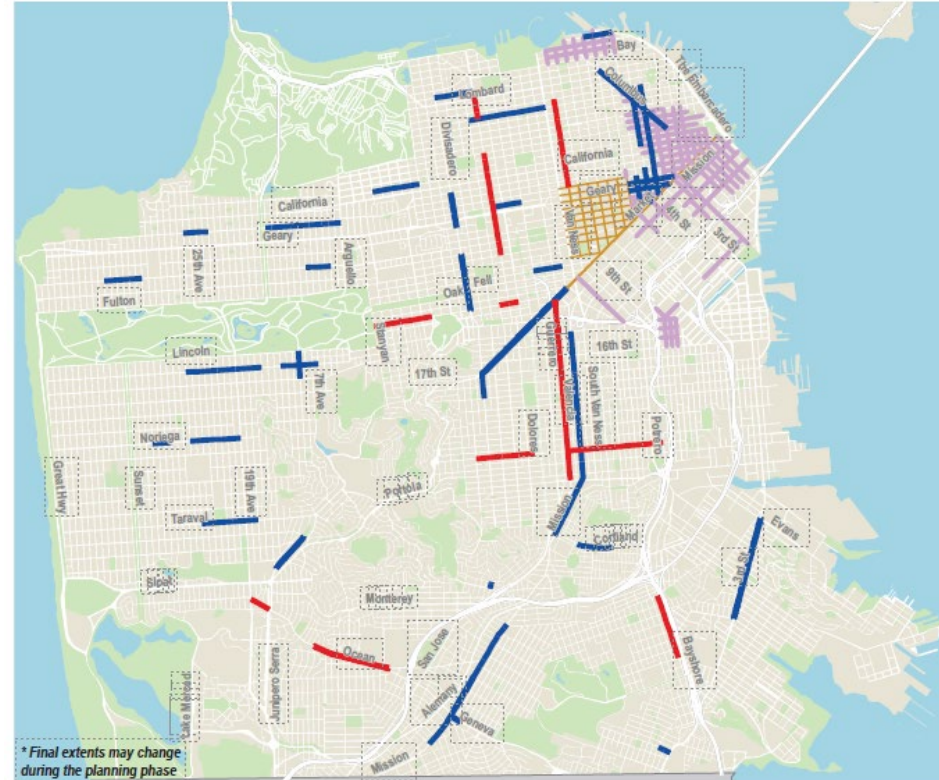 Bay
The Embarcadero
Lombard
Columbus
Divisadero
California
Mission
Geary
Market
California
Van Ness
4th St
3rd St
Geary
25th Ave
Arguello
Fell
Oak
9th St
Fulton
Stanyan
Guerrero
16th St
Lincoln
17th St
7th Ave
Valencia
South Van Ness
Dolores
Potrero
Noriega
Great Hwy
Sunset
19th Ave
Portola
Taraval
Mission
Evans
Cortland
3rd St
Sloat
Monterey
Ocean
San Jose
Bayshore
Junipero Serra
Lake Merced
Alemany
Geneva
Mission
* Final extents may change
during the planning phase